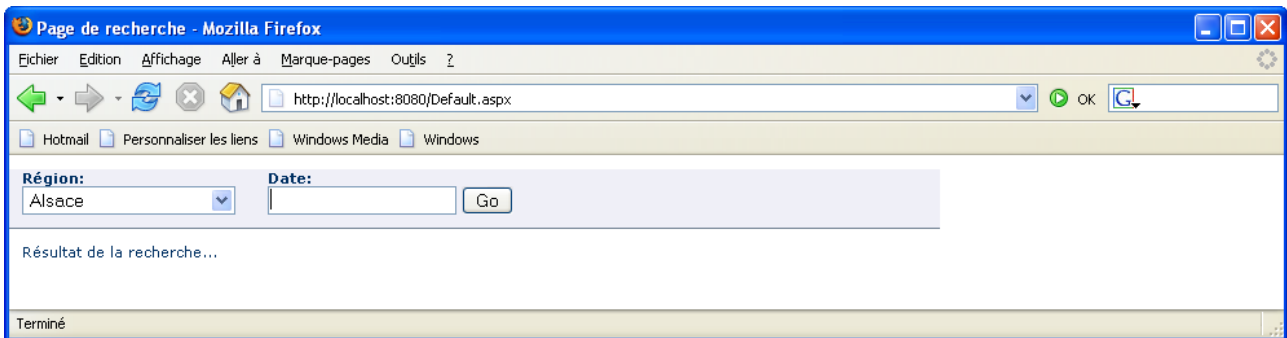 Page de recherche - Mozilla Firefox
Fichier Edition Affichage Aller à Marque-pages Outils ?
http://localhost:8080/Default.aspx OK G
Hotmail Personnaliser les liens Windows Media Windows
Région: Date:
Alsace Go
Résultat de la recherche...
Terminé